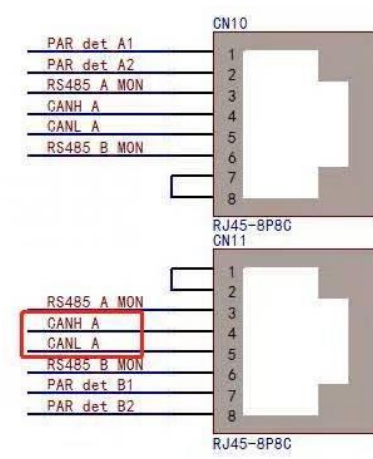 CN10
PAR det A1
1
PAR det A2
2
RS485 A MON
3
CANH A
4
CANL A
5
RS485 B MON
6
7
8
RJ45-8P8C
CN11
1
2
RS485 A MON
3
CANH A
4
CANL A
5
RS485 B MON
6
PAR det B1
7
PAR det B2
8
RJ45-8P8C